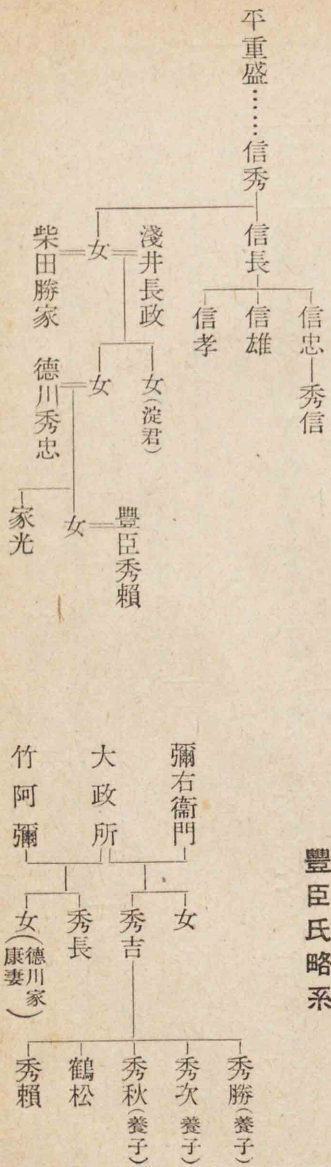 豐臣氏略系
平重盛……信秀
信長
信忠
秀信
信雄
信孝
淺井長政
女
柴田勝家
女(淀君)
女
德川秀忠
豐臣秀賴
女
家光
彌右衞門
大政所
竹阿彌
女
秀吉
秀長
女(德川家康妻)
秀勝(養子)
秀次(養子)
秀秋(養子)
鶴松
秀賴